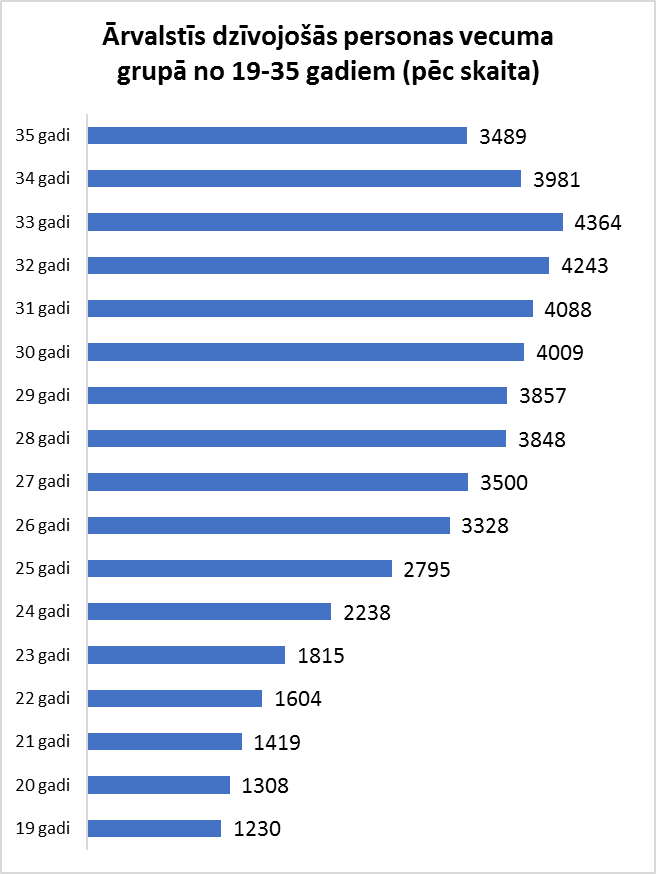 Ārvalstīs dzīvojošās personas vecuma
grupā no 19-35 gadiem (pēc skaita)
35 gadi 3489
34 gadi 3981
33 gadi 4364
32 gadi 4243
31 gadi 4088
30 gadi 4009
29 gadi 3857
28 gadi 3848
27 gadi 3500
26 gadi 3328
25 gadi 2795
24 gadi 2238
23 gadi 1815
22 gadi 1604
21 gadi 1419
20 gadi 1308
19 gadi 1230